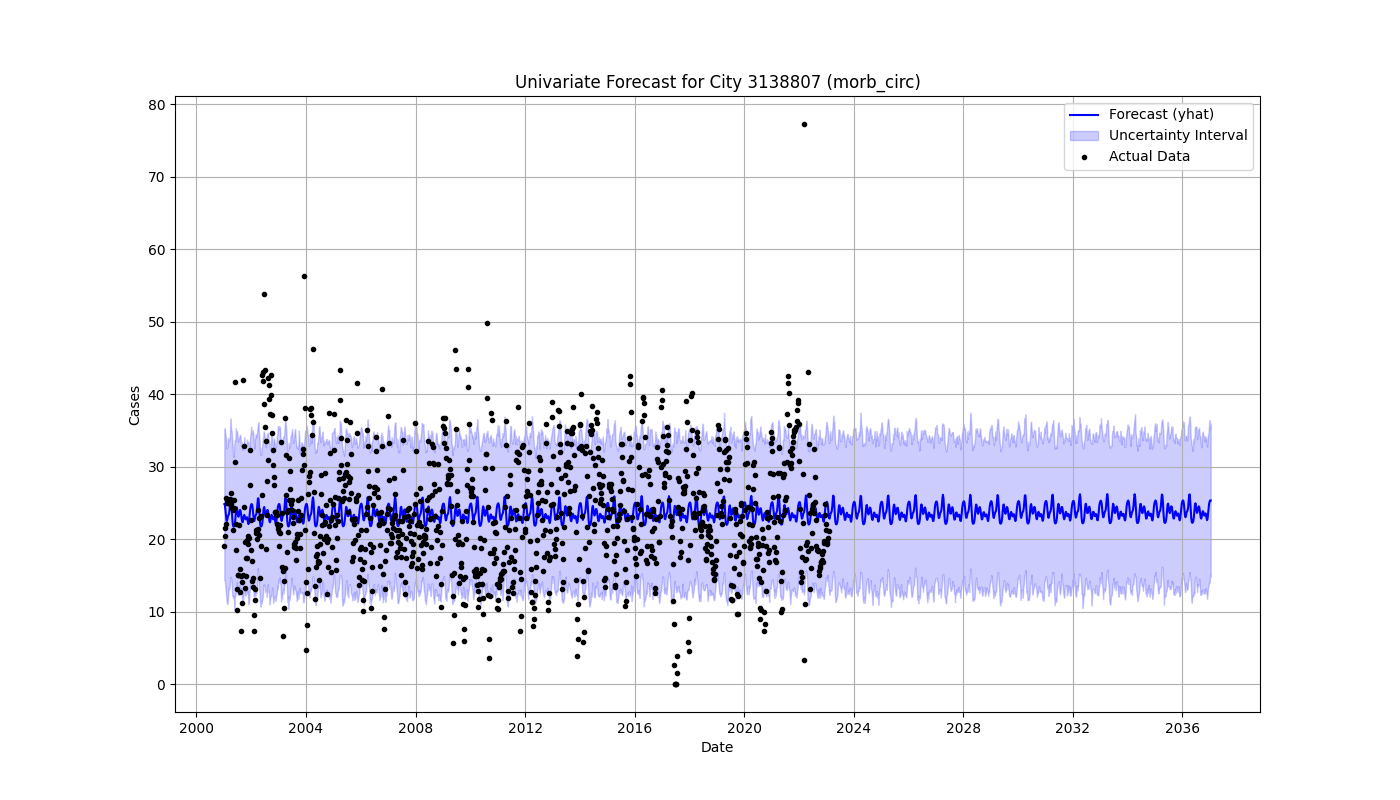 Univariate Forecast for City 3138807 (morb_circ)
Forecast (yhat)
Uncertainty Interval
Actual Data
Cases
80
70
60
50
40
30
20
10
0
2000 2004 2008 2012 2016 2020 2024 2028 2032 2036
Date